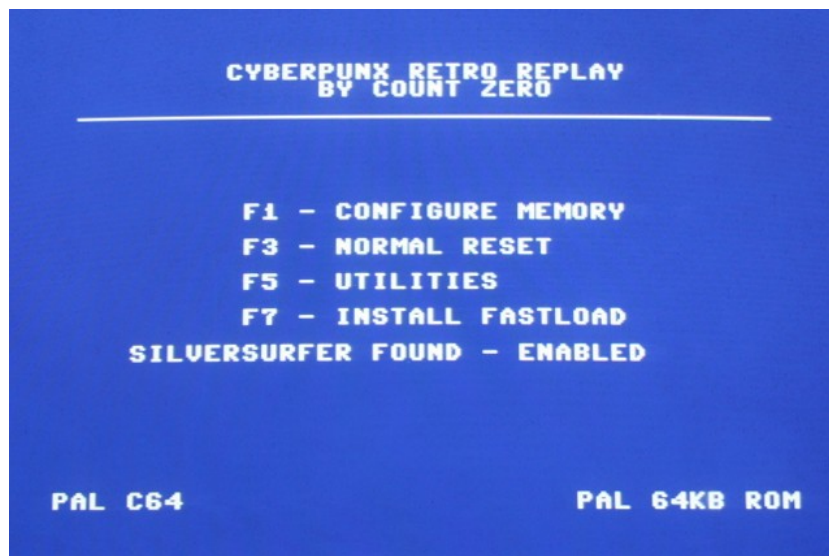 CYBERPUNX RETRO REPLAY
BY COUNT ZERO
F1 - CONFIGURE MEMORY
F3 - NORMAL RESET
F5 - UTILITIES
F7 - INSTALL FASTLOAD
SILVERSURFER FOUND - ENABLED
PAL C64 PAL 64KB ROM